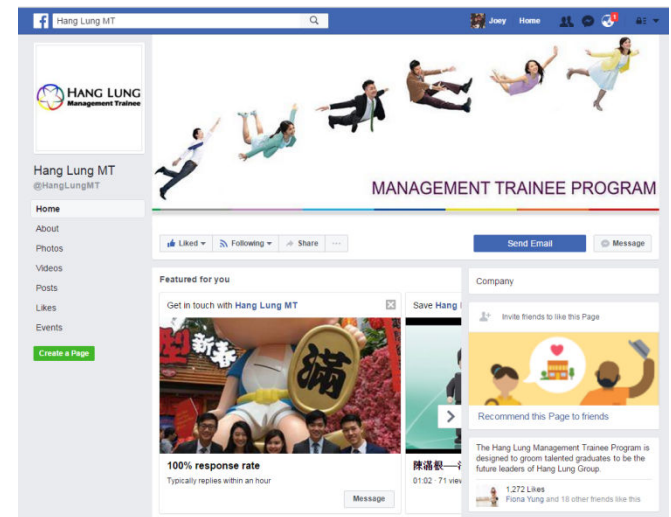 Hang Lung MT
Joey
Home
HANG LUNG
Management Trainee
MANAGEMENT TRAINEE PROGRAM
Hang Lung MT
@HangLungMT
Home
About
Photos
Videos
Posts
Likes
Events
Create a Page
Liked
Following
Share
Send Email
Message
Featured for you
Get in touch with Hang Lung MT
新春
滿
100% response rate
Typically replies within an hour
Message
Save Hang
01:02 · 71
Company
Invite friends to like this Page
Recommend this Page to friends
The Hang Lung Management Trainee Program is
designed to groom talented graduates to be the
future leaders of Hang Lung Group.
1,272 Likes
Fiona Yung and 18 other friends like this